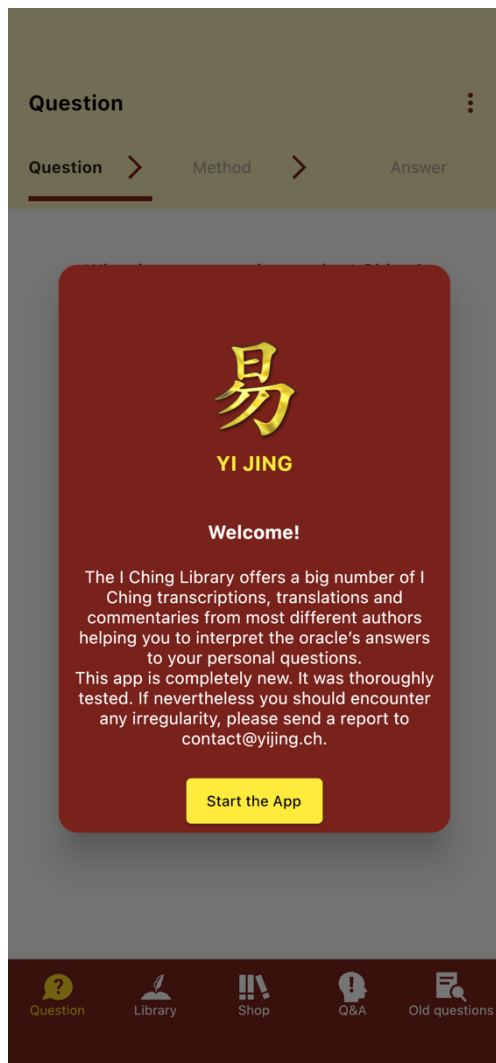 Question
Question
Method
Answer
易
YI JING
Welcome!
The I Ching Library offers a big number of I
Ching transcriptions, translations and
commentaries from most different authors
helping you to interpret the oracle's answers
to your personal questions.
This app is completely new. It was thoroughly
tested. If nevertheless you should encounter
any irregularity, please send a report to
contact@yijing.ch.
Start the App
Question
Library
Shop
Q&A
Old questions